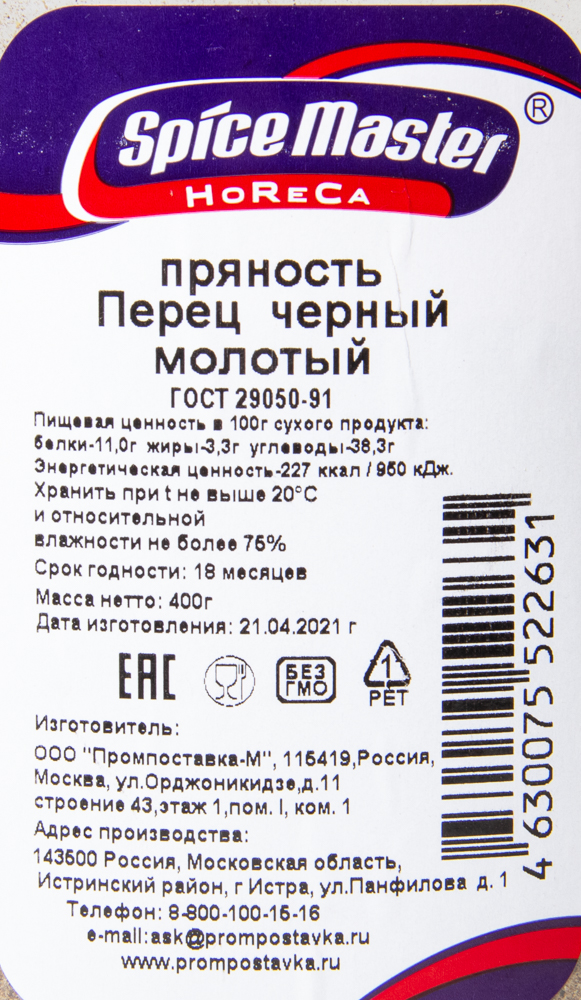 Spice Master ®
HoReCa
пряность
Перец черный
молотый
ГОСТ 29050-91
Пищевая ценность в 100г сухого продукта:
белки-11,0г жиры-3,3г углеводы-38,3г
Энергетическая ценность-227 ккал / 950 кДж.
Хранить при t не выше 20°С
и относительной
влажности не более 75%
Срок годности: 18 месяцев
Масса нетто: 400г
Дата изготовления: 21.04.2021 г
ЕАС
БЕЗ
ГМО
1
PET
Изготовитель:
ООО "Промпоставка-М", 115419,Россия,
Москва, ул.Орджоникидзе,д.11
строение 43,этаж 1,пом. I, ком. 1
Адрес производства:
143500 Россия, Московская область,
Истринский район, г Истра, ул.Панфилова д. 1
Телефон: 8-800-100-15-16
e-mail:ask@prompostavka.ru
www.prompostavka.ru
4 630075 522631